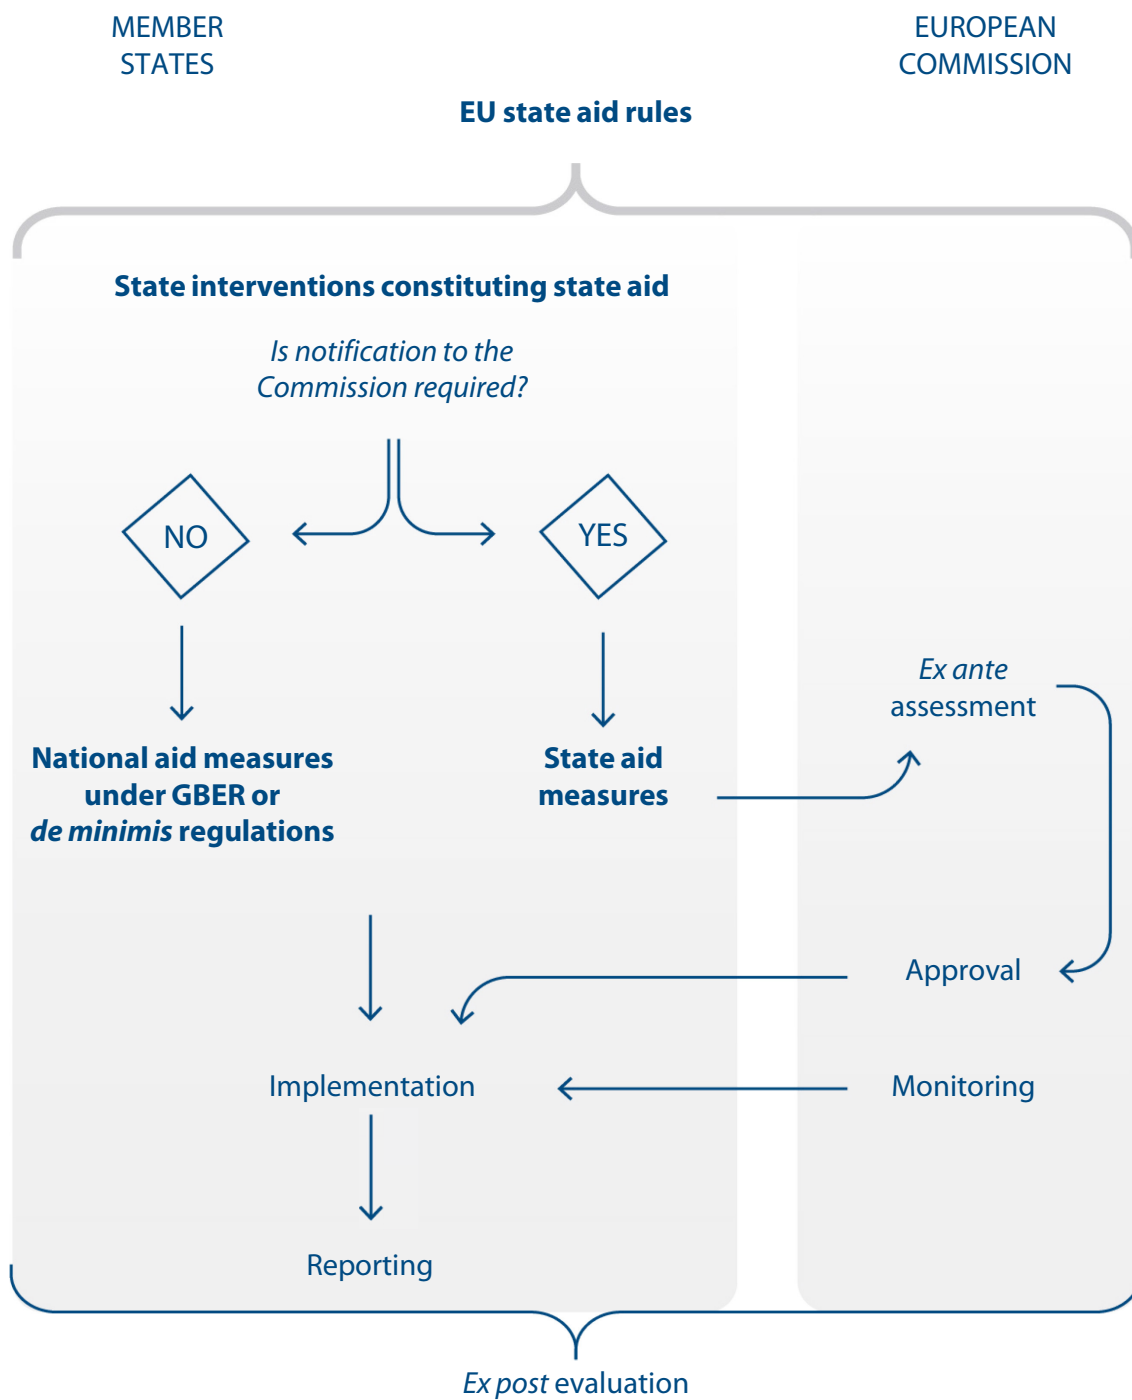 MEMBER
STATES
EUROPEAN
COMMISSION
EU state aid rules
State interventions constituting state aid
Is notification to the
Commission required?
NO
YES
Ex ante
assessment
National aid measures
under GBER or
de minimis regulations
State aid
measures
Approval
Implementation
Monitoring
Reporting
Ex post evaluation